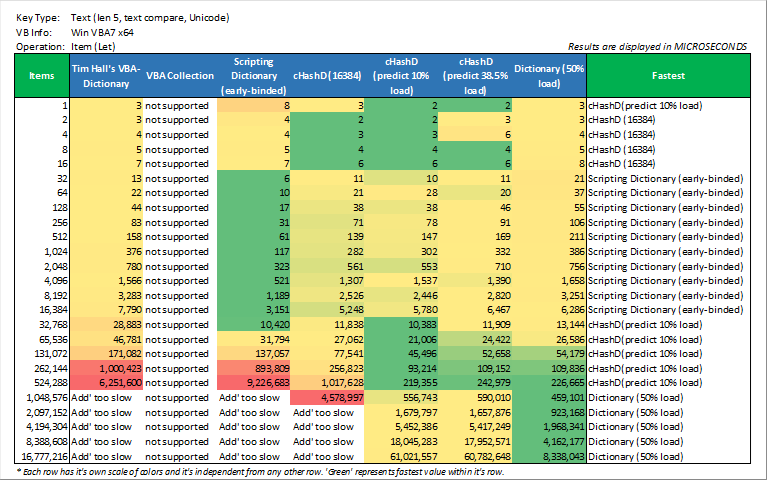 Key Type: Text (len 5, text compare, Unicode)
VB Info: Win VBA7 x64
Operation: Item (Let) Results are displayed in MICROSECONDS
Items Tim Hall's VBA-Dictionary VBA Collection Scripting Dictionary (early-binded) cHashD (16384) cHashD (predict 10% load) cHashD (predict 38.5% load) Dictionary (50% load) Fastest
1 3 not supported 8 3 2 2 3 cHashD(predict 10% load)
2 3 not supported 4 2 2 3 3 cHashD (16384)
4 4 not supported 4 3 3 6 4 cHashD (16384)
8 5 not supported 5 4 4 4 5 cHashD (16384)
16 7 not supported 7 6 6 6 8 cHashD (16384)
32 13 not supported 6 11 10 11 21 Scripting Dictionary (early-binded)
64 22 not supported 10 21 28 20 37 Scripting Dictionary (early-binded)
128 44 not supported 17 38 38 46 55 Scripting Dictionary (early-binded)
256 83 not supported 31 71 78 91 106 Scripting Dictionary (early-binded)
512 158 not supported 61 139 147 169 211 Scripting Dictionary (early-binded)
1,024 376 not supported 117 282 302 332 386 Scripting Dictionary (early-binded)
2,048 780 not supported 323 561 553 710 756 Scripting Dictionary (early-binded)
4,096 1,566 not supported 521 1,307 1,537 1,390 1,658 Scripting Dictionary (early-binded)
8,192 3,283 not supported 1,189 2,526 2,446 2,820 3,251 Scripting Dictionary (early-binded)
16,384 7,790 not supported 3,151 5,248 5,780 6,467 6,286 Scripting Dictionary (early-binded)
32,768 28,883 not supported 10,420 11,838 10,383 11,909 13,144 cHashD(predict 10% load)
65,536 46,781 not supported 31,794 27,062 21,006 24,422 26,586 cHashD(predict 10% load)
131,072 171,082 not supported 137,057 77,541 45,496 52,658 54,179 cHashD(predict 10% load)
262,144 1,000,423 not supported 893,809 256,823 93,214 109,152 109,836 cHashD(predict 10% load)
524,288 6,251,600 not supported 9,226,683 1,017,628 219,355 242,979 226,665 cHashD(predict 10% load)
1,048,576 Add' too slow not supported Add' too slow 4,578,997 556,743 590,010 459,101 Dictionary (50% load)
2,097,152 Add' too slow not supported Add' too slow Add' too slow 1,679,797 1,657,876 923,168 Dictionary (50% load)
4,194,304 Add' too slow not supported Add' too slow Add' too slow 5,452,386 5,417,249 1,968,341 Dictionary (50% load)
8,388,608 Add' too slow not supported Add' too slow Add' too slow 18,045,283 17,952,571 4,162,177 Dictionary (50% load)
16,777,216 Add' too slow not supported Add' too slow Add' too slow 61,021,557 60,782,648 8,338,043 Dictionary (50% load)
* Each row has it's own scale of colors and it's independent from any other row. 'Green' represents fastest value within it's row.